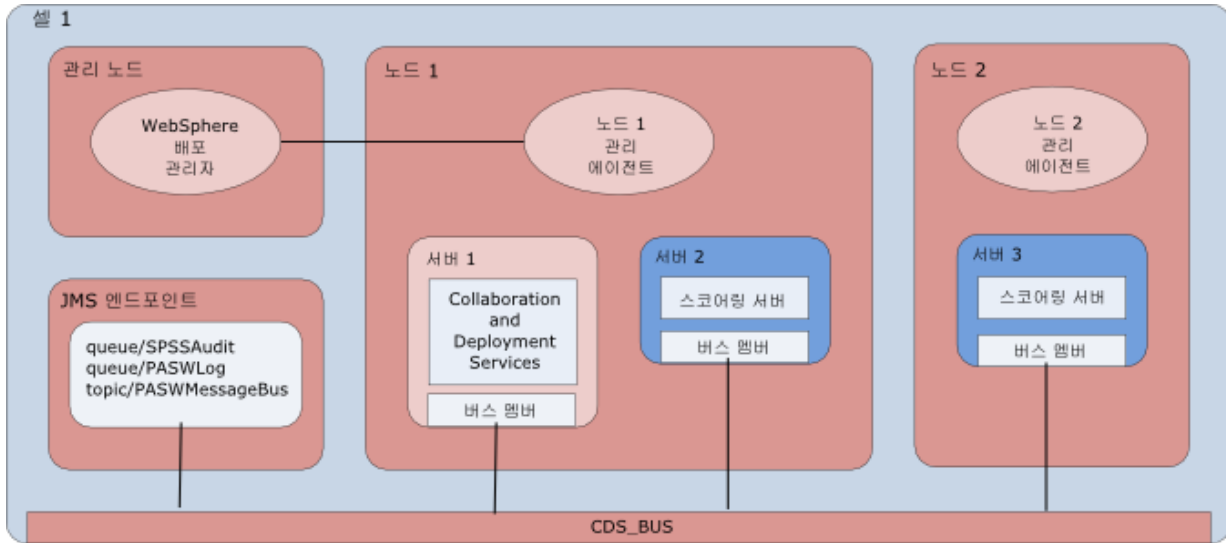 셀 1
관리 노드
WebSphere
배포
관리자
노드 1
노드 1
관리
에이전트
노드 2
노드 2
관리
에이전트
JMS 엔드포인트
queue/SPSSAudit
queue/PASWLog
topic/PASWMessageBus
서버 1
Collaboration
and
Deployment
Services
버스 멤버
서버 2
스코어링 서버
버스 멤버
서버 3
스코어링 서버
버스 멤버
CDS_BUS